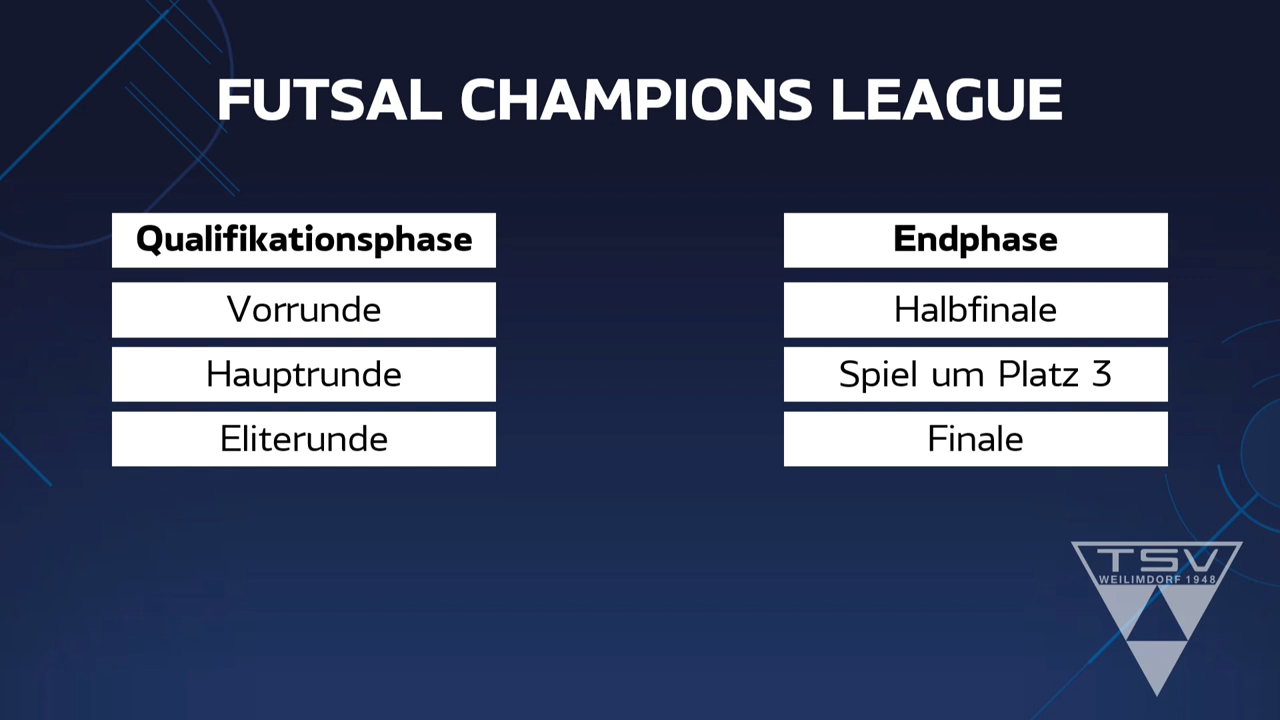 FUTSAL CHAMPIONS LEAGUE
Qualifikationsphase
Vorrunde
Hauptrunde
Eliterunde
Endphase
Halbfinale
Spiel um Platz 3
Finale
TSV
WEILIMDORF 1948